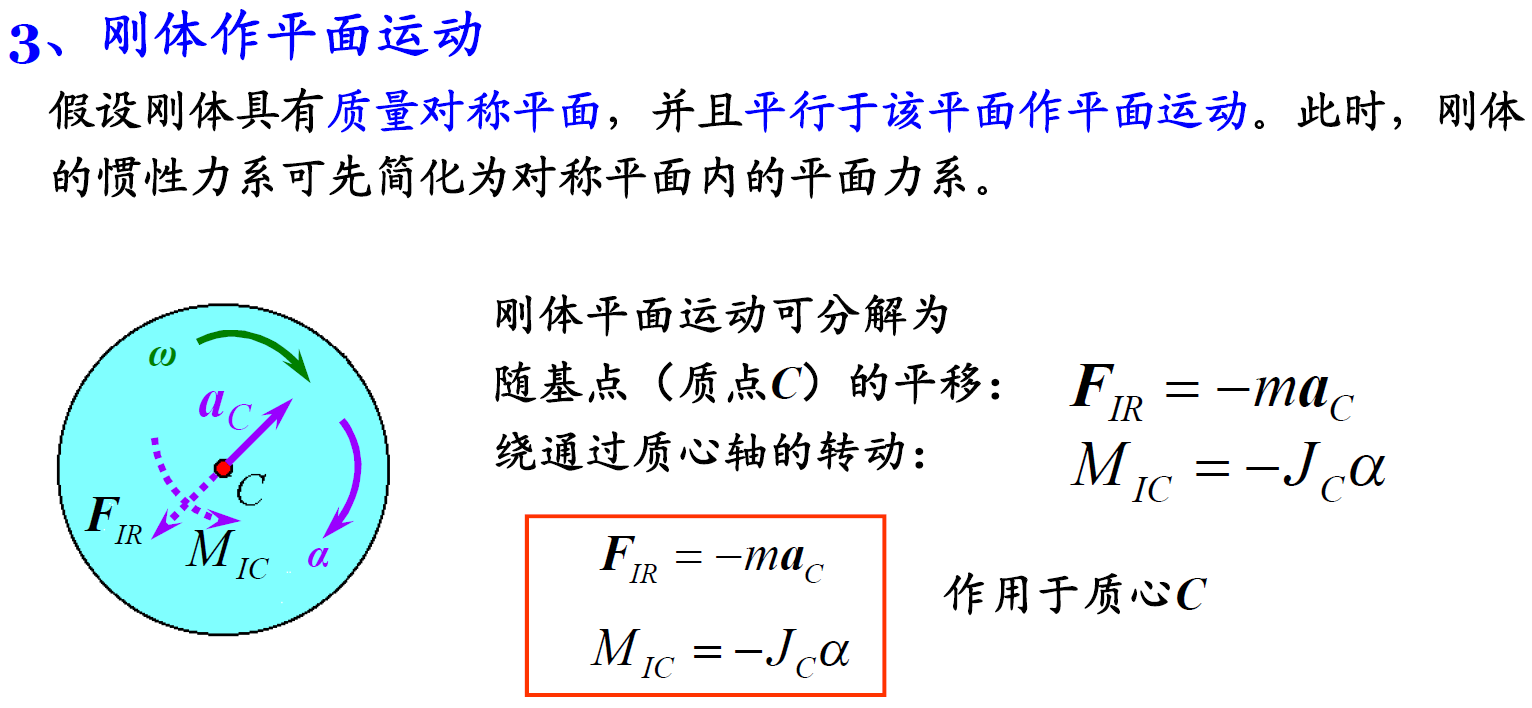 3、刚体作平面运动
假设刚体具有质量对称平面，并且平行于该平面作平面运动。此时，刚体
的惯性力系可先简化为对称平面内的平面力系。
刚体平面运动可分解为
随基点（质点C）的平移： F_IR = −ma_C
绕通过质心轴的转动： M_IC = −J_Cα
ω
a_C
C
F_IR
M_IC
α
F_IR = −ma_C
M_IC = −J_Cα
作用于质心C